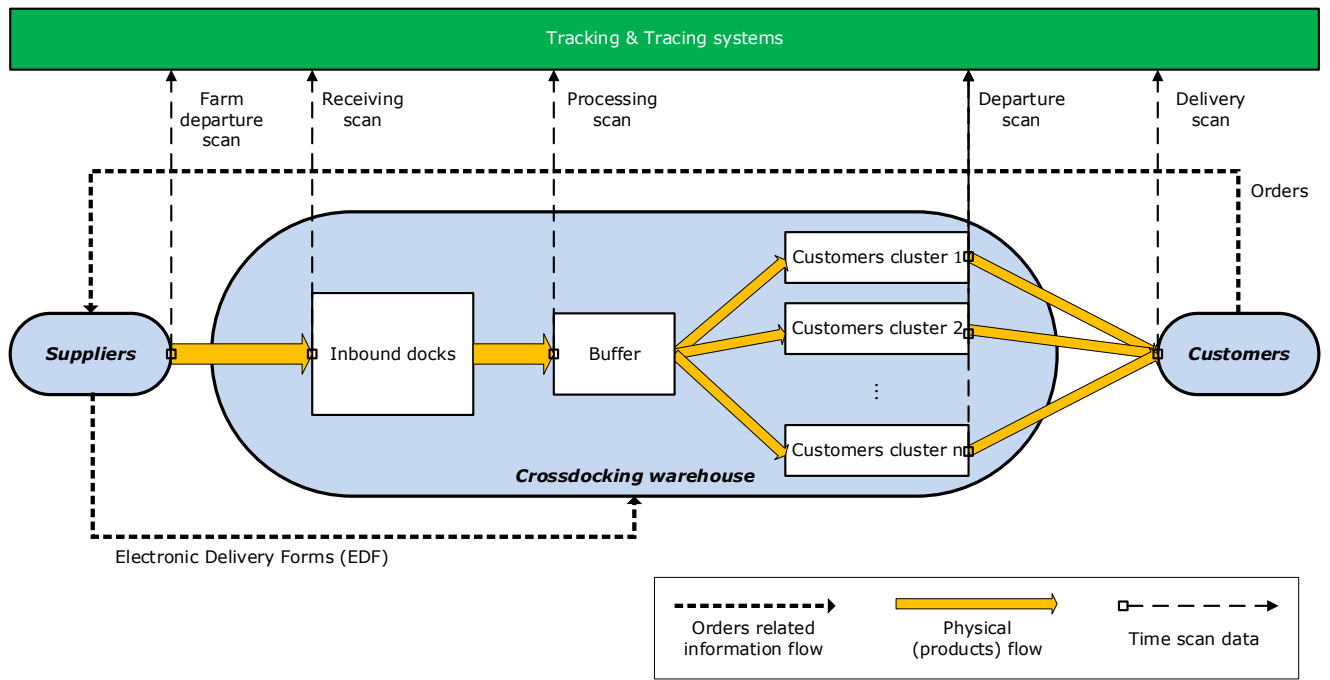 Tracking & Tracing systems
Farm
departure
scan
Receiving
scan
Processing
scan
Departure
scan
Delivery
scan
Orders
Customers cluster 1
Customers cluster 2
Suppliers
Inbound docks
Buffer
Customers
...
Customers cluster n
Crossdocking warehouse
Electronic Delivery Forms (EDF)
Orders related
information flow
Physical
(products) flow
Time scan data